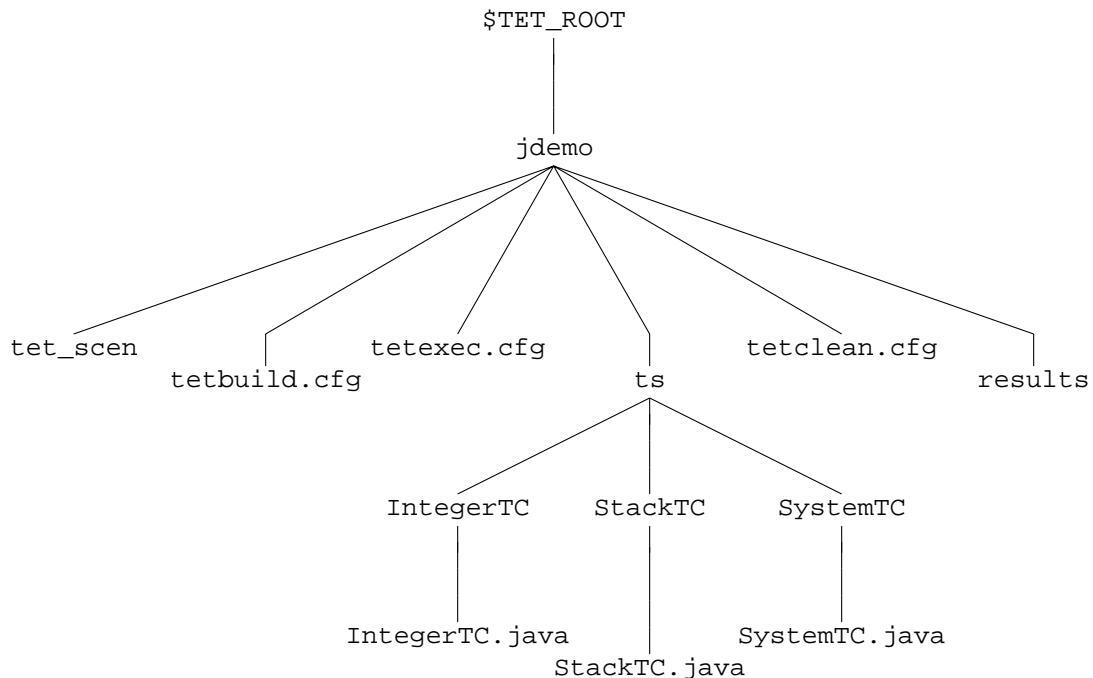 $TET_ROOT
jdemo
tet_scen
tetbuild.cfg
tetexec.cfg
ts
tetclean.cfg
results
IntegerTC
StackTC
SystemTC
IntegerTC.java
StackTC.java
SystemTC.java